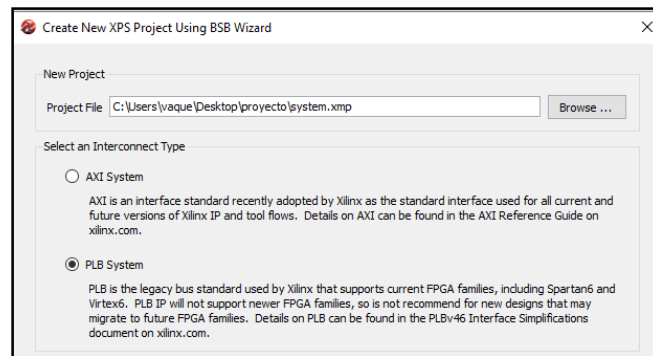 Create New XPS Project Using BSB Wizard
New Project
Project File C:\Users\vaque\Desktop\proyecto\system.xmp Browse ...
Select an Interconnect Type
AXI System
AXI is an interface standard recently adopted by Xilinx as the standard interface used for all current and
future versions of Xilinx IP and tool flows. Details on AXI can be found in the AXI Reference Guide on
xilinx.com.
PLB System
PLB is the legacy bus standard used by Xilinx that supports current FPGA families, including Spartan6 and
Virtex6. PLB IP will not support newer FPGA families, so is not recommend for new designs that may
migrate to future FPGA families. Details on PLB can be found in the PLBv46 Interface Simplifications
document on xilinx.com.